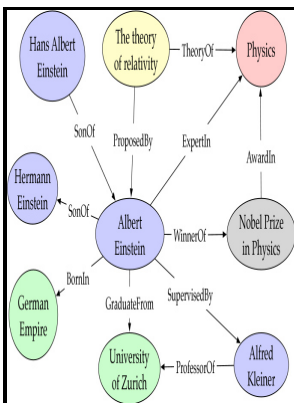 Hans Albert
Einstein
The theory
of relativity
TheoryOf
Physics
SonOf
ProposedBy
ExpertIn
AwardIn
Hermann
Einstein
SonOf
Albert
Einstein
WinnerOf
Nobel Prize
in Physics
BornIn
GraduateFrom
SupervisedBy
German
Empire
University
of Zurich
ProfessorOf
Alfred
Kleiner